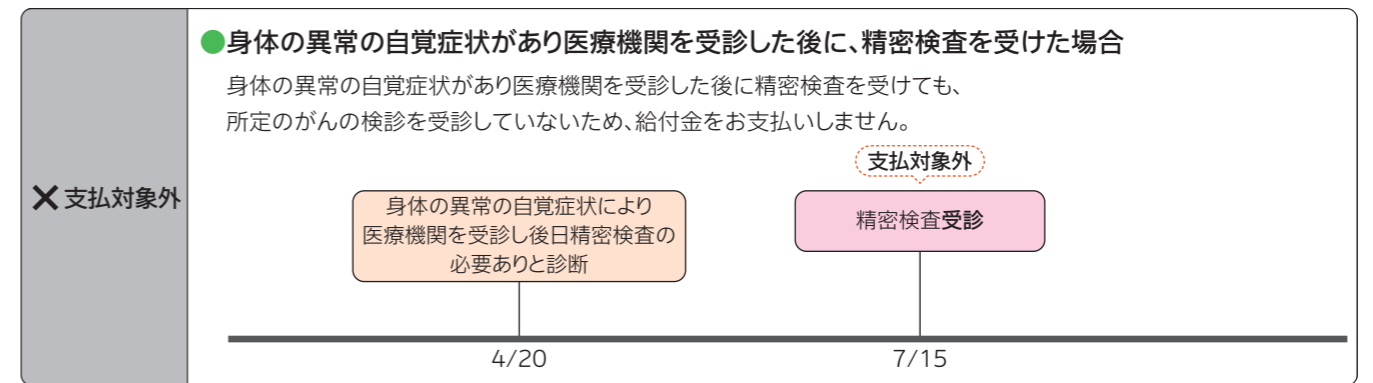 ●身体の異常の自覚症状があり医療機関を受診した後に、精密検査を受けた場合
身体の異常の自覚症状があり医療機関を受診した後に精密検査を受けても、
所定のがんの検診を受診していないため、給付金をお支払いしません。
✕支払対象外
支払対象外
身体の異常の自覚症状により
医療機関を受診し後日精密検査の
必要ありと診断
精密検査受診
4/20
7/15